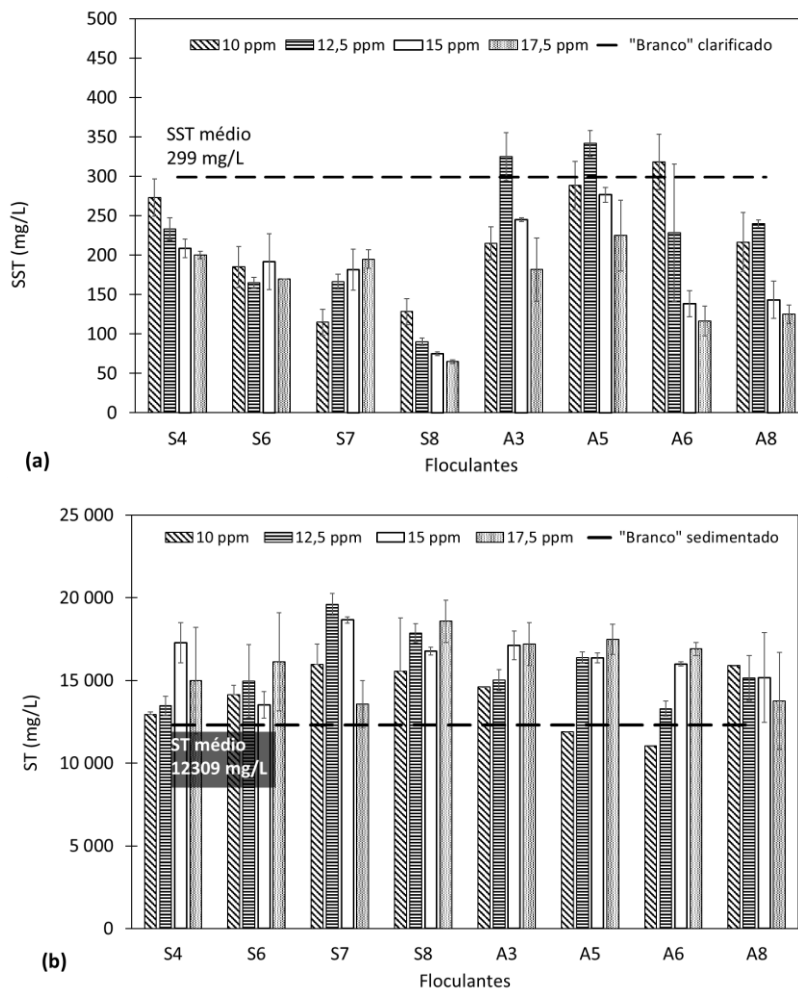 500
450
400
350
300
250
200
150
100
50
0
SST (mg/L)
10 ppm 12,5 ppm 15 ppm 17,5 ppm "Branco" clarificado
SST médio
299 mg/L
S4 S6 S7 S8 A3 A5 A6 A8
(a)
Floculantes
25 000
20 000
15 000
10 000
5 000
0
ST (mg/L)
10 ppm 12,5 ppm 15 ppm 17,5 ppm "Branco" sedimentado
ST médio
12309 mg/L
S4 S6 S7 S8 A3 A5 A6 A8
(b)
Floculantes